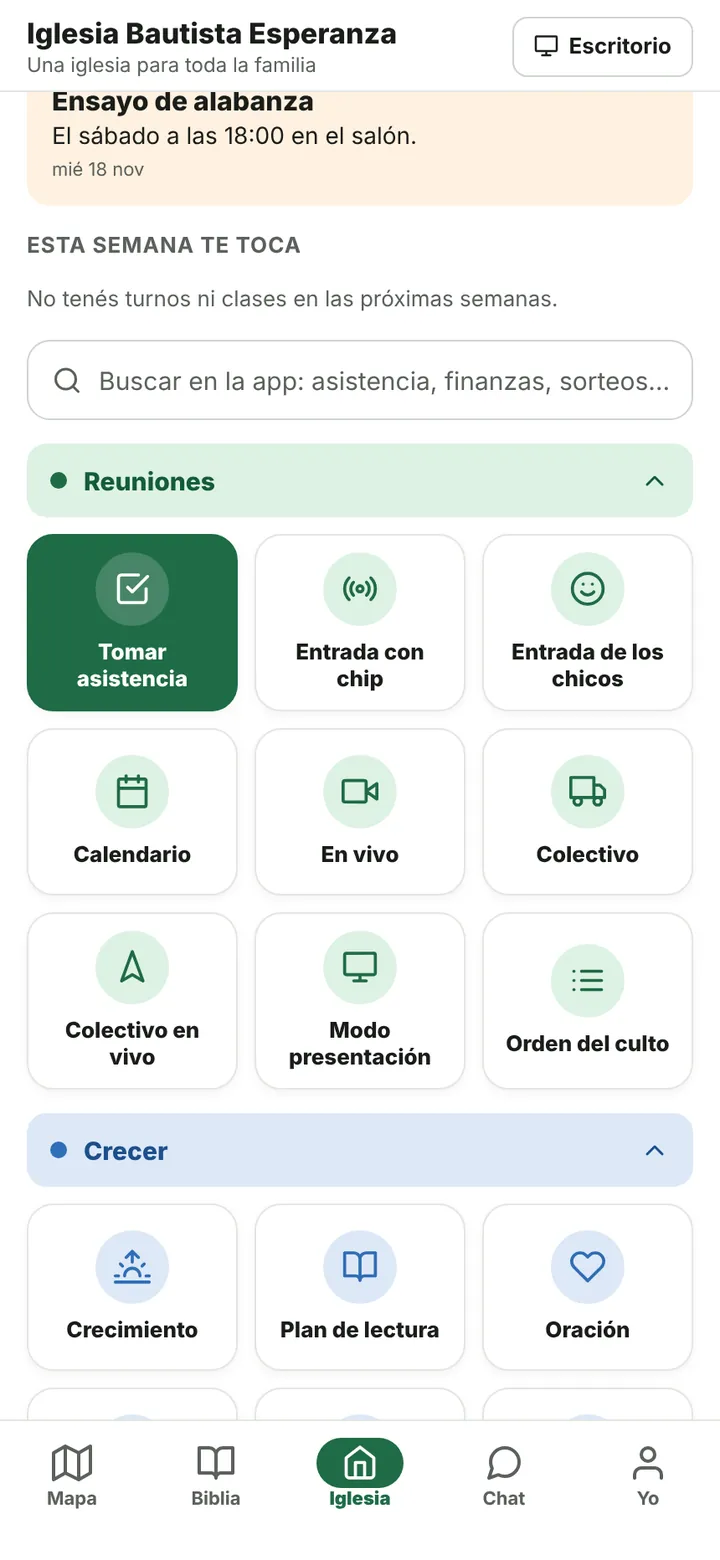 Iglesia Bautista Esperanza
Una iglesia para toda la familia
Escritorio
Ensayo de alabanza
El sábado a las 18:00 en el salón.
mié 18 nov
ESTA SEMANA TE TOCA
No tenés turnos ni clases en las próximas semanas.
Buscar en la app: asistencia, finanzas, sorteos...
Reuniones
Tomar
asistencia
Entrada con
chip
Entrada de los
chicos
Calendario
En vivo
Colectivo
Colectivo en
vivo
Modo
presentación
Orden del culto
Crecer
Crecimiento
Plan de lectura
Oración
Mapa
Biblia
Iglesia
Chat
Yo